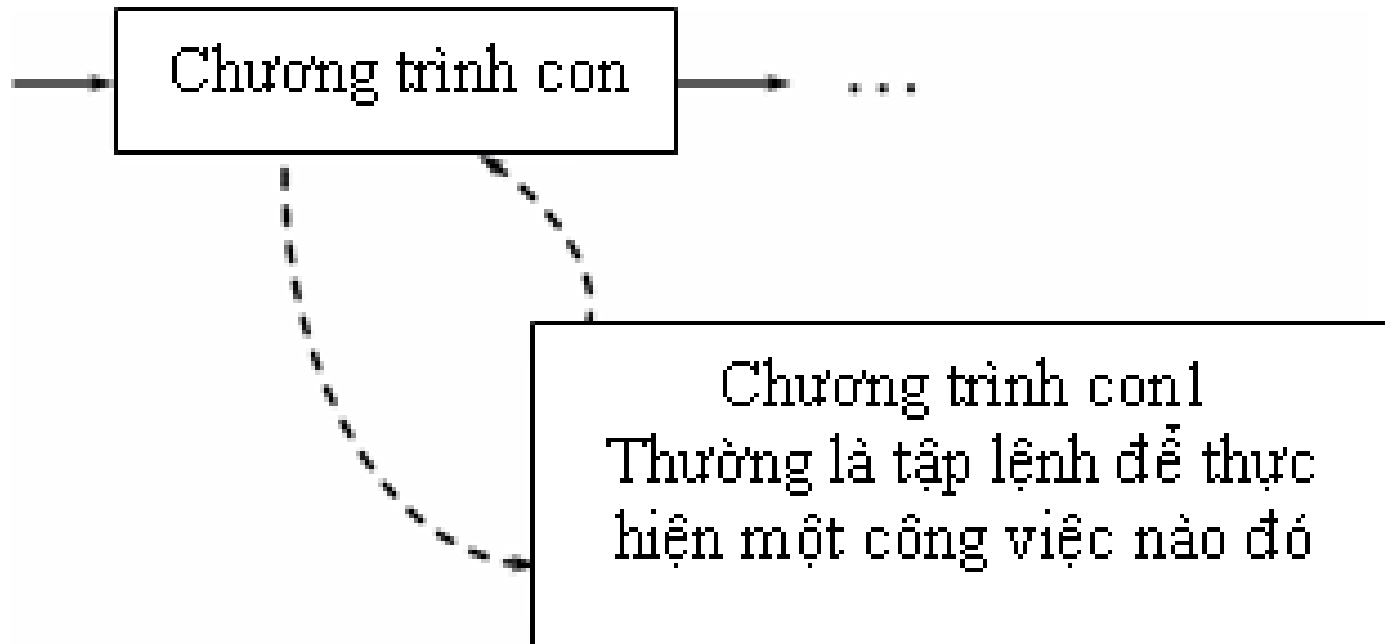 Chương trình con
...
Chương trình con1
Thường là tập lệnh để thực
hiện một công việc nào đó